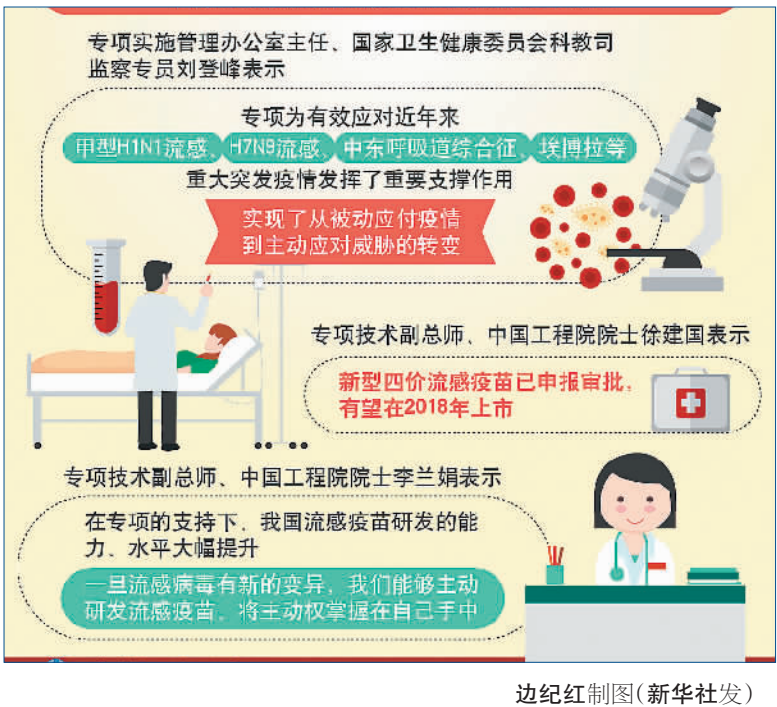 专项实施管理办公室主任、国家卫生健康委员会科教司
监察专员刘登峰表示
专项为有效应对近年来
甲型H1N1流感、H7N9流感、中东呼吸道综合征、埃博拉等
重大突发疫情发挥了重要支撑作用
实现了从被动应付疫情
到主动应对威胁的转变
专项技术副总师、中国工程院院士徐建国表示
新型四价流感疫苗已申报审批，
有望在2018年上市
专项技术副总师、中国工程院院士李兰娟表示
在专项的支持下，我国流感疫苗研发的能
力、水平大幅提升
一旦流感病毒有新的变异，我们能够主动
研发流感疫苗，将主动权掌握在自己手中
边纪红制图(新华社发)